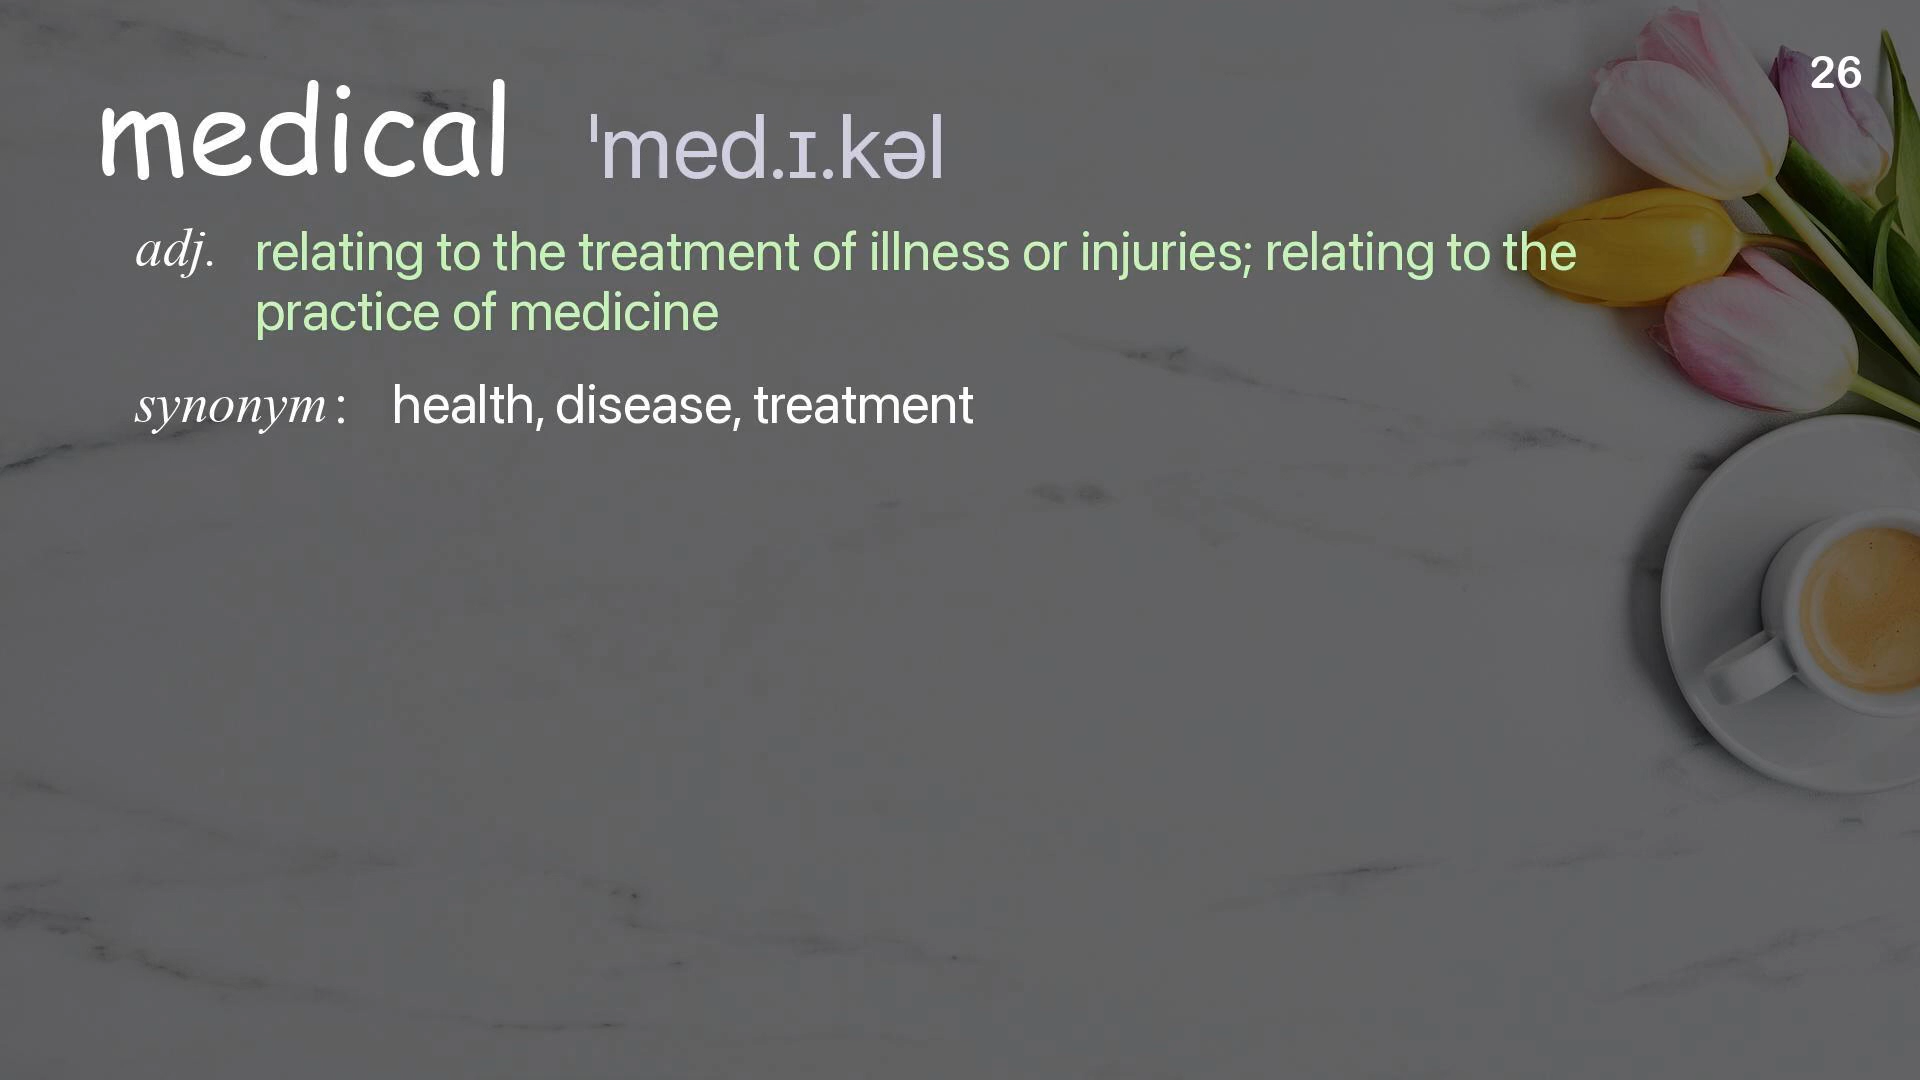 26
medical ˈmed.ɪ.kəl
adj. relating to the treatment of illness or injuries; relating to the
practice of medicine
synonym : health, disease, treatment